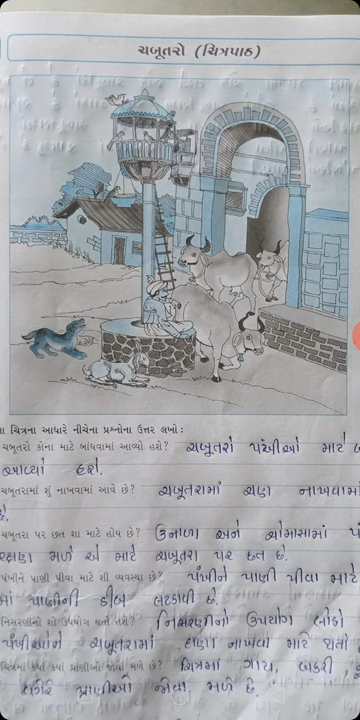 ચબૂતરો (ચિત્રપાઠ)
ચિત્રના આધારે નીચેના પ્રશ્નોના ઉત્તર લખો :
ચબૂતરો કોના માટે બાંધવામાં આવ્યો હશે? ચબુતરો પંખીઓ માટે
આવ્યો હશે.
ચબૂતરામાં શું નાખવામાં આવે છે? ચબુતરામાં ચણ નાખવામાં
છે.
ચબૂતરા પર છત શા માટે હોય છે? ઉનાળા અને ચોમાસામાં
રક્ષણ મળે એ માટે ચબુતરા પર છત છે.
પંખીને પાણી પીવા માટે શી વ્યવસ્થા છે? પંખીને પાણી પીવા માટે
માં પાણીની ડીબ લટકાવી છે.
નિસરણીનો શો ઉપયોગ થતો હશે? નિસરણીનો ઉપયોગ લોકો
પંખીઓને ચબુતરામાં દાણા નાખવા માટે થતો
ચિત્રમાં કયાં કયાં પ્રાણીઓ જોવા મળે છે? ચિત્રમાં ગાય, બકરી
વગેરે પ્રાણીઓ જોવા મળે છે.